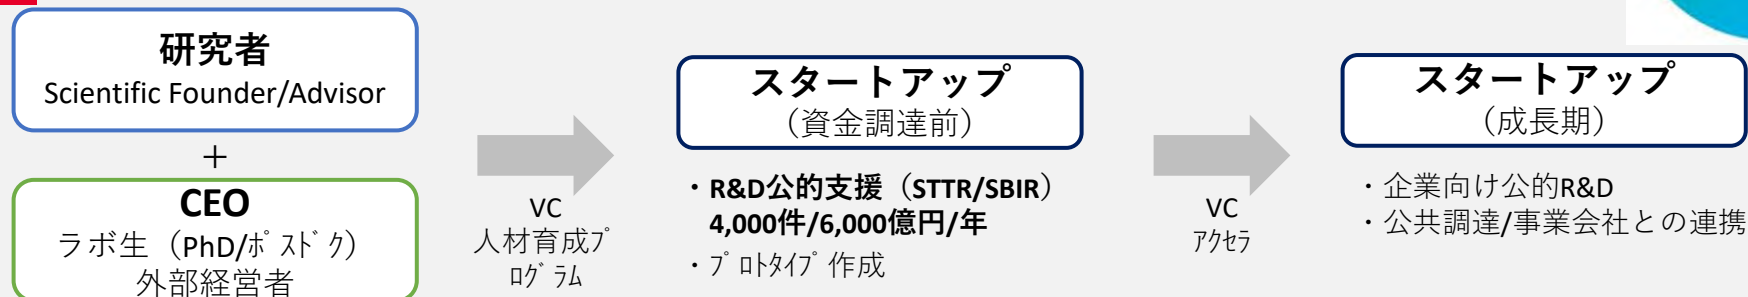 研究者
Scientific Founder/Advisor
＋
CEO
ラボ生（PhD/ﾎﾟｽﾄﾞｸ）
外部経営者
VC
人材育成ﾌﾟ
ﾛｸﾞﾗﾑ
スタートアップ
（資金調達前）
・R&D公的支援（STTR/SBIR）
4,000件/6,000億円/年
・ﾌﾟﾛﾄﾀｲﾌﾟ作成
VC
ｱｸｾﾗ
スタートアップ
（成長期）
・企業向け公的R&D
・公共調達/事業会社との連携